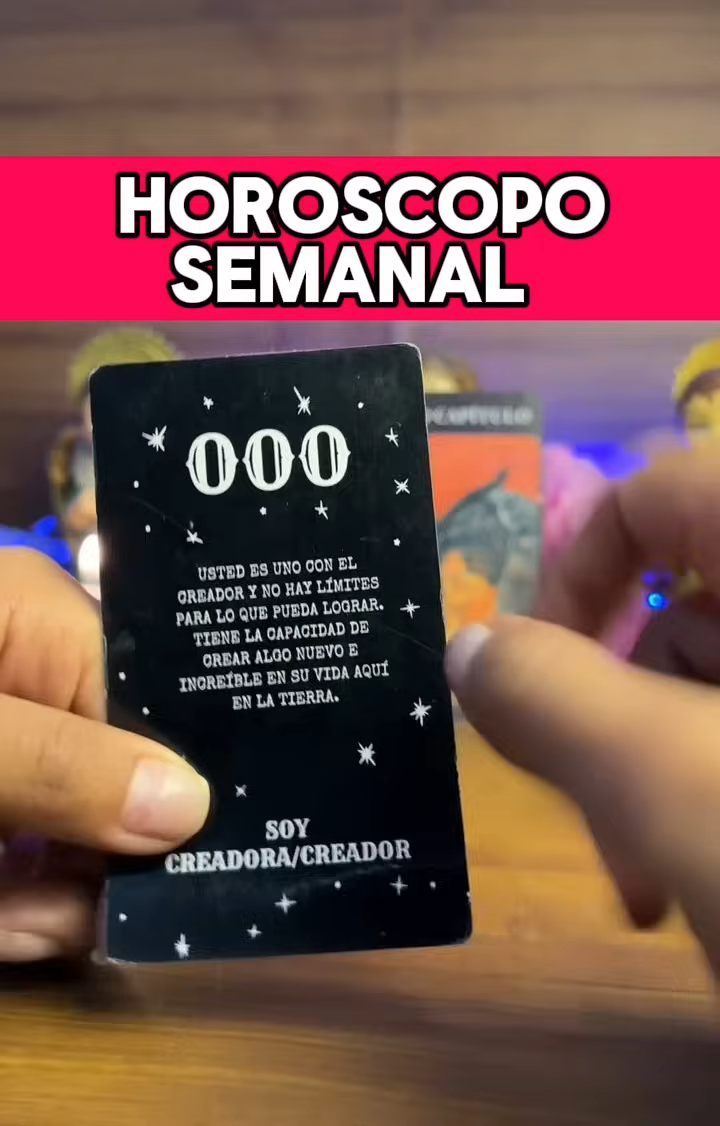 HOROSCOPO
SEMANAL
CAPÍTULO
000
USTED ES UNO CON EL
CREADOR Y NO HAY LÍMITES
PARA LO QUE PUEDA LOGRAR.
TIENE LA CAPACIDAD DE
CREAR ALGO NUEVO E
INCREÍBLE EN SU VIDA AQUÍ
EN LA TIERRA.
SOY
CREADORA/CREADOR